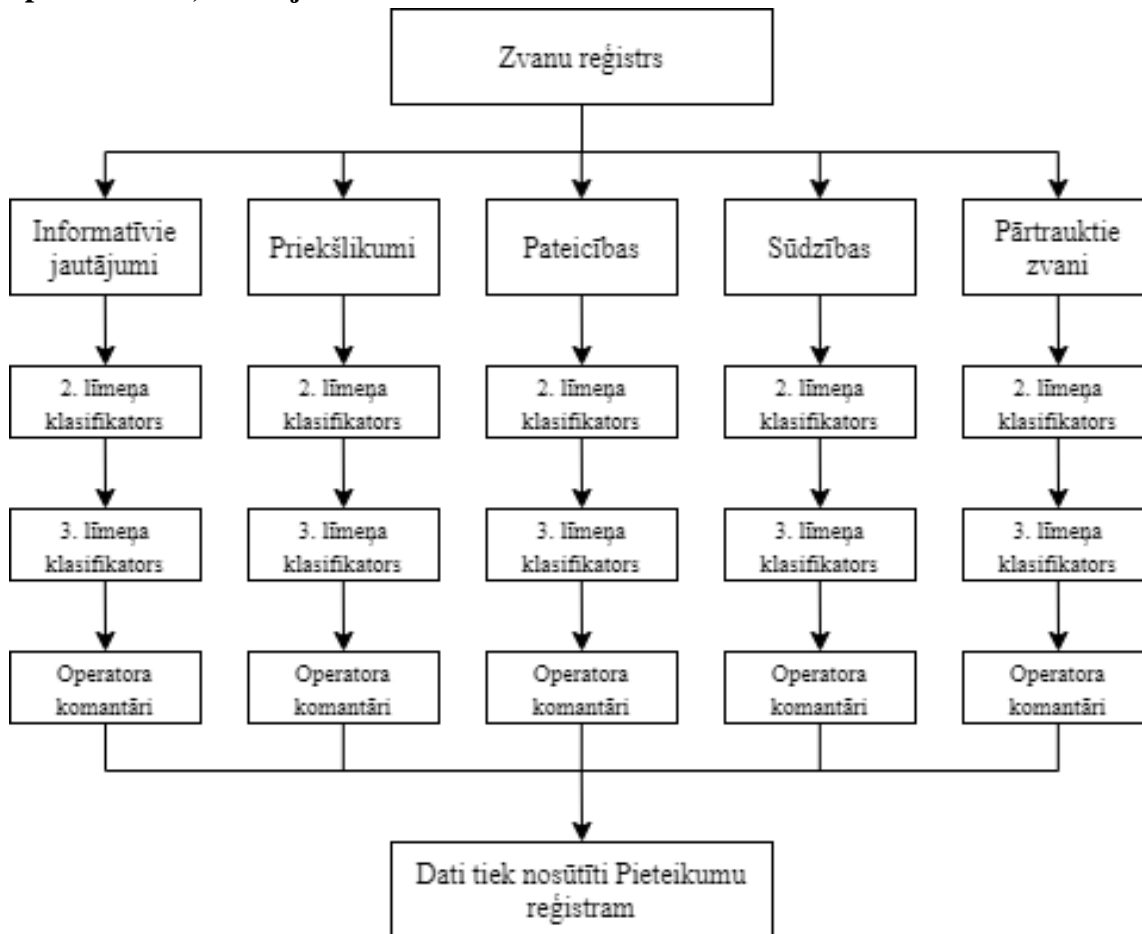 Zvanu reģistrs
Informatīvie
jautājumi
Priekšlikumi
Pateicības
Sūdzības
Pārtrauktie
zvani
2. līmeņa
klasifikators
2. līmeņa
klasifikators
2. līmeņa
klasifikators
2. līmeņa
klasifikators
2. līmeņa
klasifikators
3. līmeņa
klasifikators
3. līmeņa
klasifikators
3. līmeņa
klasifikators
3. līmeņa
klasifikators
3. līmeņa
klasifikators
Operatora
komantāri
Operatora
komantāri
Operatora
komantāri
Operatora
komantāri
Operatora
komantāri
Dati tiek nosūtīti Pieteikumu
reģistram